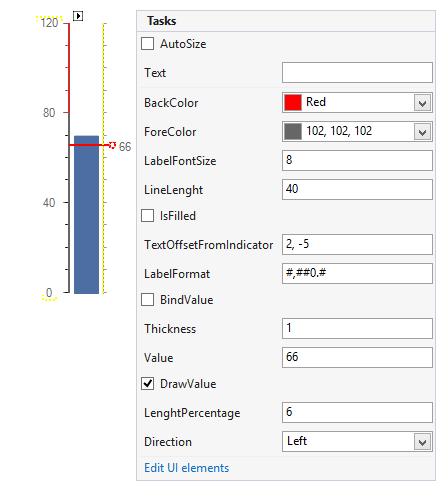 120
80
66
40
0
Tasks
AutoSize
Text
BackColor Red
ForeColor 102, 102, 102
LabelFontSize 8
LineLenght 40
IsFilled
TextOffsetFromIndicator 2, -5
LabelFormat #,##0.#
BindValue
Thickness 1
Value 66
DrawValue
LenghtPercentage 6
Direction Left
Edit UI elements